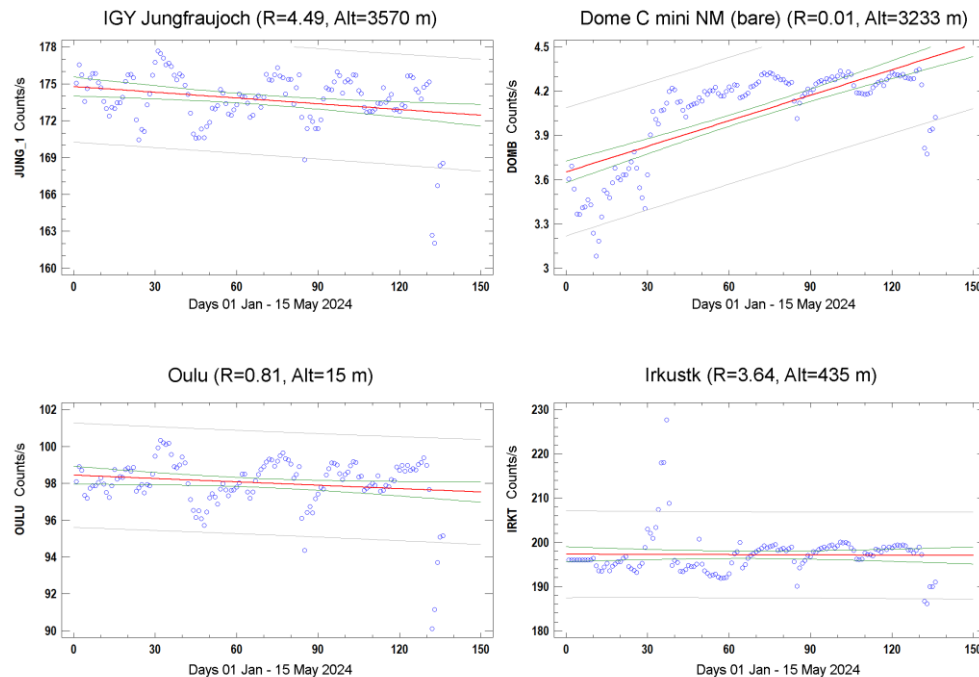 IGY Jungfraujoch (R=4.49, Alt=3570 m)
178
175
172
169
166
163
160
JUNG_1 Counts/s
0 30 60 90 120 150
Days 01 Jan - 15 May 2024
Dome C mini NM (bare) (R=0.01, Alt=3233 m)
4.5
4.2
3.9
3.6
3.3
3
DOMB Counts/s
0 30 60 90 120 150
Days 01 Jan - 15 May 2024
Oulu (R=0.81, Alt=15 m)
102
100
98
96
94
92
90
OULU Counts/s
0 30 60 90 120 150
Days 01 Jan - 15 May 2024
Irkustk (R=3.64, Alt=435 m)
230
220
210
200
190
180
IRKT Counts/s
0 30 60 90 120 150
Days 01 Jan - 15 May 2024